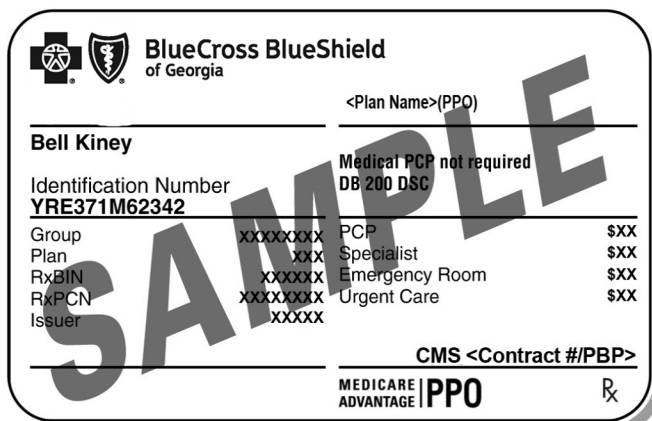 BlueCross BlueShield
of Georgia
<Plan Name>(PPO)
Bell Kiney
Identification Number
YRE371M62342
Medical PCP not required
DB 200 DSC
Group XXXXXXXX
Plan XXX
RxBIN XXXXXX
RxPCN XXXXXXXX
Issuer XXXXX
PCP $XX
Specialist $XX
Emergency Room $XX
Urgent Care $XX
CMS <Contract #/PBP>
MEDICARE
ADVANTAGE
PPO
Rx
SAMPLE